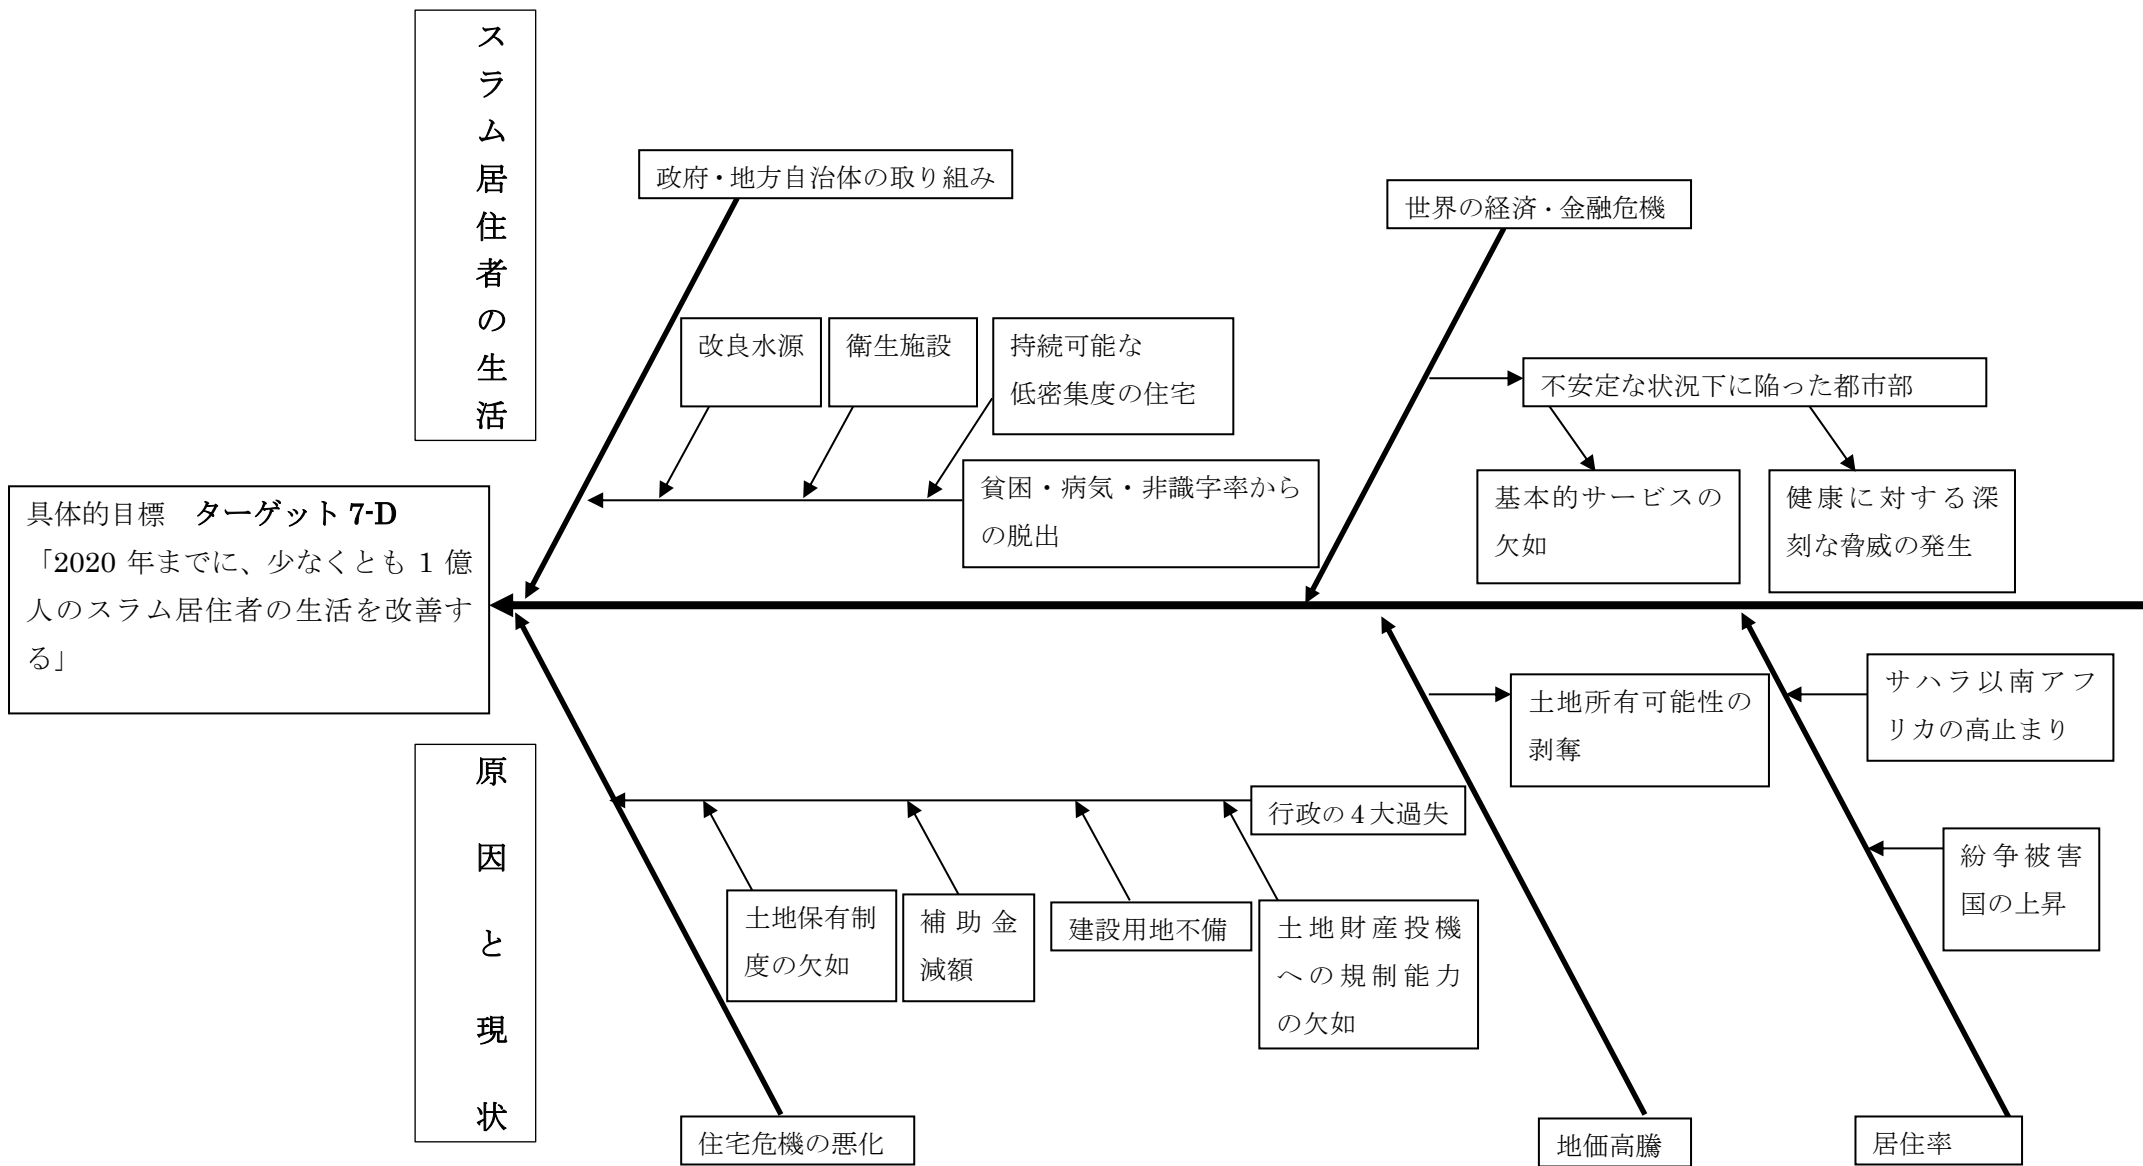 スラム居住者の生活
政府・地方自治体の取り組み
世界の経済・金融危機
改良水源
衛生施設
持続可能な
低密集度の住宅
不安定な状況下に陥った都市部
貧困・病気・非識字率から
の脱出
基本的サービスの
欠如
健康に対する深
刻な脅威の発生
具体的目標　ターゲット 7-D
「2020 年までに、少なくとも 1 億
人のスラム居住者の生活を改善す
る」
原因と現状
土地所有可能性の
剥奪
サハラ以南アフ
リカの高止まり
行政の 4 大過失
紛争被害
国の上昇
土地保有制
度の欠如
補助金
減額
建設用地不備
土地財産投機
への規制能力
の欠如
住宅危機の悪化
地価高騰
居住率